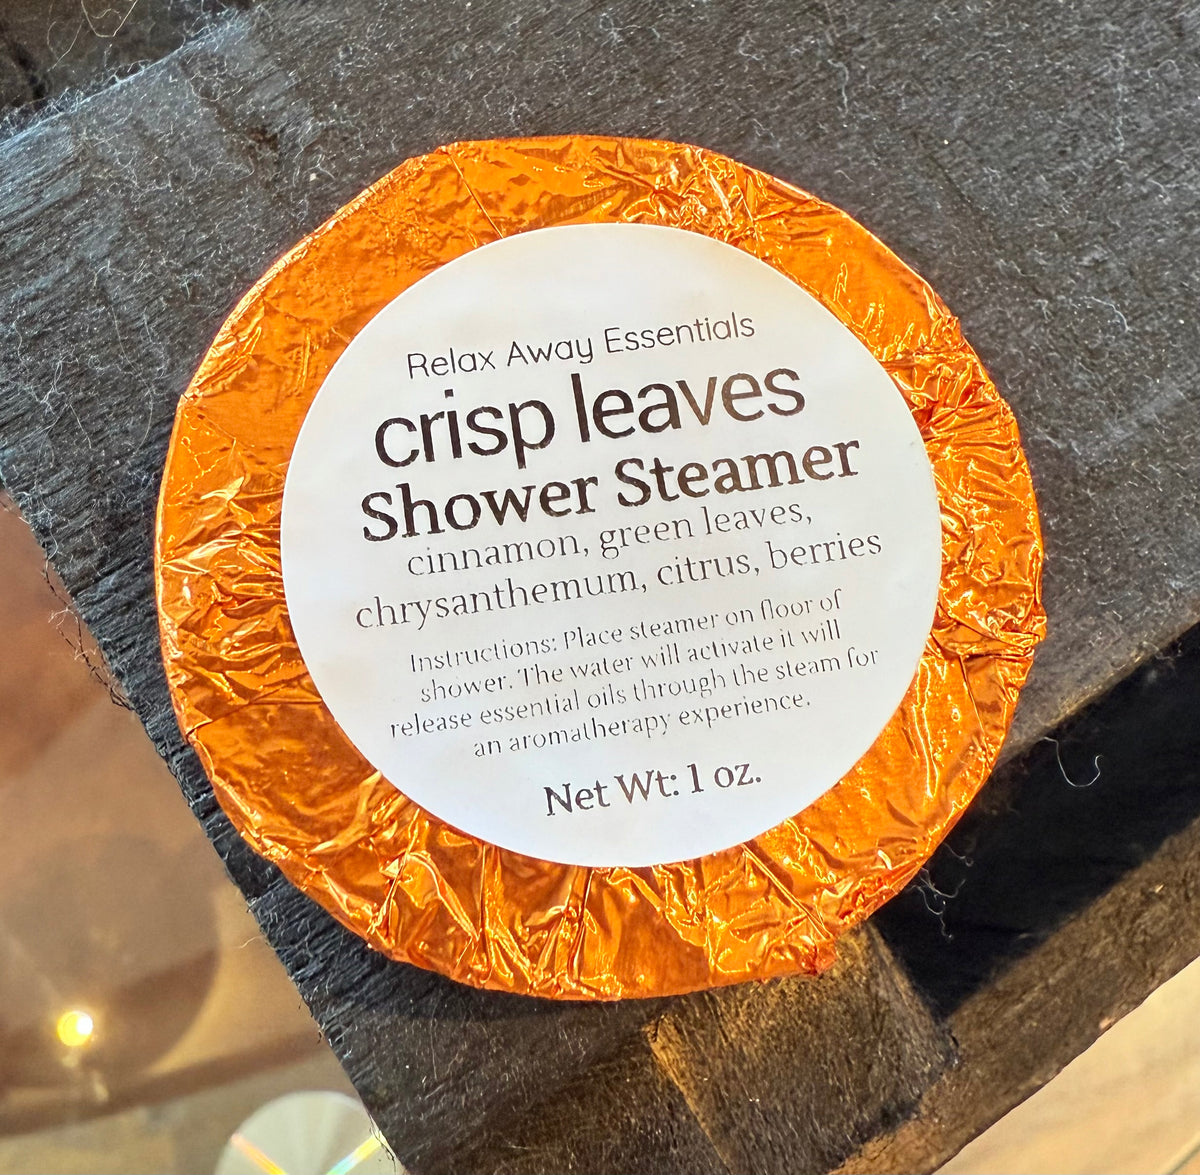 Relax Away Essentials
crisp leaves
Shower Steamer
cinnamon, green leaves,
chrysanthemum, citrus, berries
Instructions: Place steamer on floor of
shower. The water will activate it will
release essential oils through the steam for
an aromatherapy experience.
Net Wt: 1 oz.